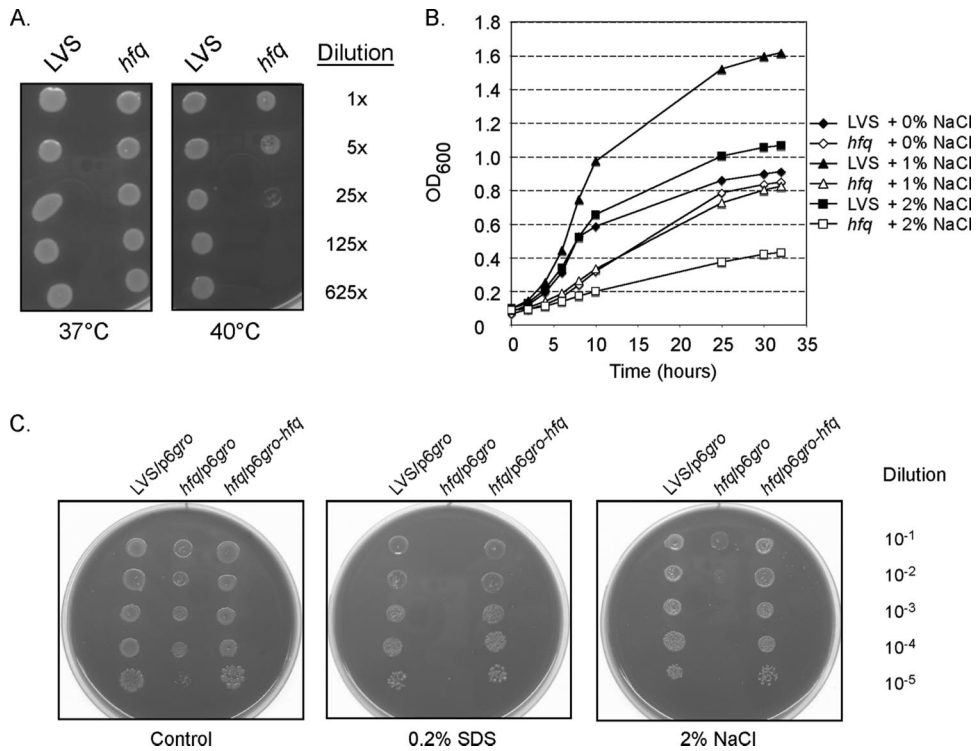 A.
LVS
hfq
LVS
hfq
Dilution
1x
5x
25x
125x
625x
37°C
40°C
B.
OD600
1.8
1.6
1.4
1.2
1.0
0.8
0.6
0.4
0.2
0
0
5
10
15
20
25
30
35
Time (hours)
LVS + 0% NaCl
hfq + 0% NaCl
LVS + 1% NaCl
hfq + 1% NaCl
LVS + 2% NaCl
hfq + 2% NaCl
C.
LVS/p6gro
hfq/p6gro
hfq/p6gro-hfq
LVS/p6gro
hfq/p6gro
hfq/p6gro-hfq
LVS/p6gro
hfq/p6gro
hfq/p6gro-hfq
Dilution
10-1
10-2
10-3
10-4
10-5
Control
0.2% SDS
2% NaCl